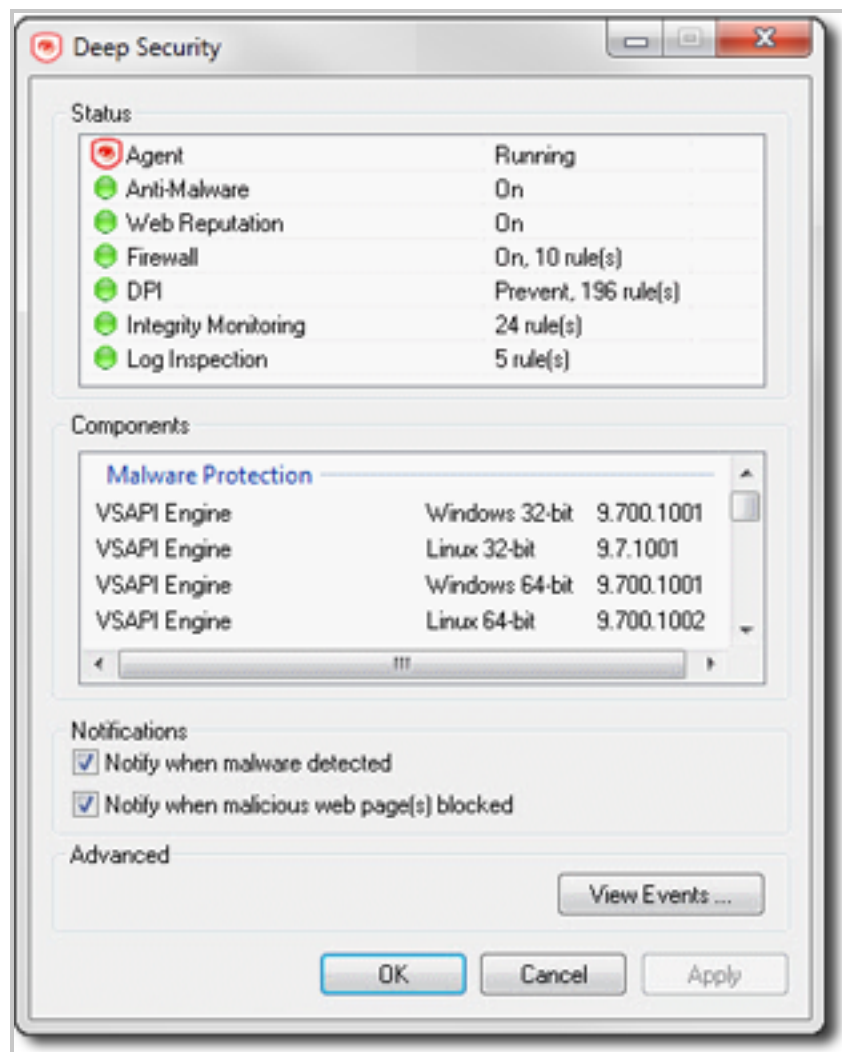 Deep Security
Status
Agent Running
Anti-Malware On
Web Reputation On
Firewall On, 10 rule(s)
DPI Prevent, 196 rule(s)
Integrity Monitoring 24 rule(s)
Log Inspection 5 rule(s)
Components
Malware Protection
VSAPI Engine Windows 32-bit 9.700.1001
VSAPI Engine Linux 32-bit 9.7.1001
VSAPI Engine Windows 64-bit 9.700.1001
VSAPI Engine Linux 64-bit 9.700.1002
Notifications
Notify when malware detected
Notify when malicious web page(s) blocked
Advanced
View Events ...
OK Cancel Apply